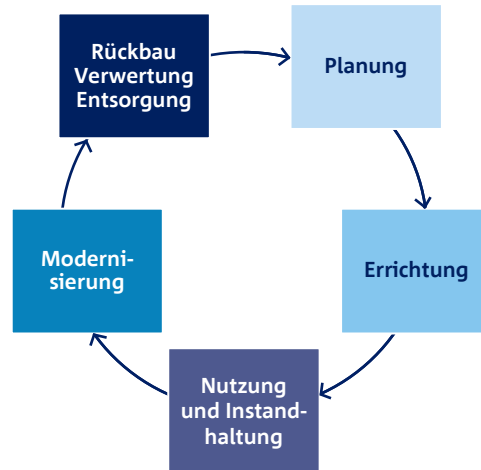 Rückbau
Verwertung
Entsorgung
Planung
Errichtung
Nutzung
und Instand-
haltung
Moderni-
sierung